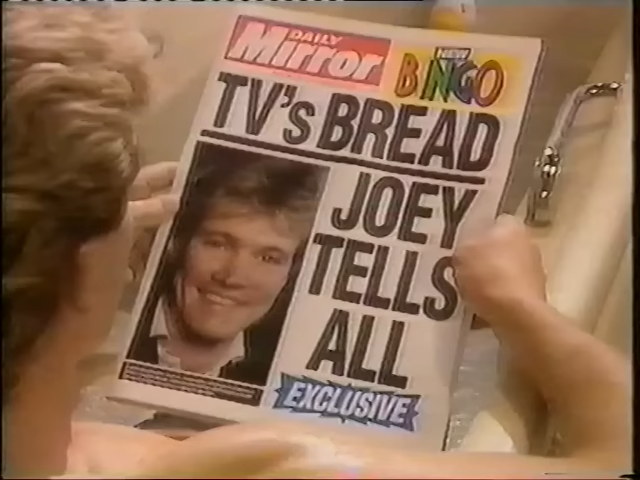 DAILY
Mirror
NEW
BINGO
TV's BREAD
JOEY
TELLS
ALL
EXCLUSIVE